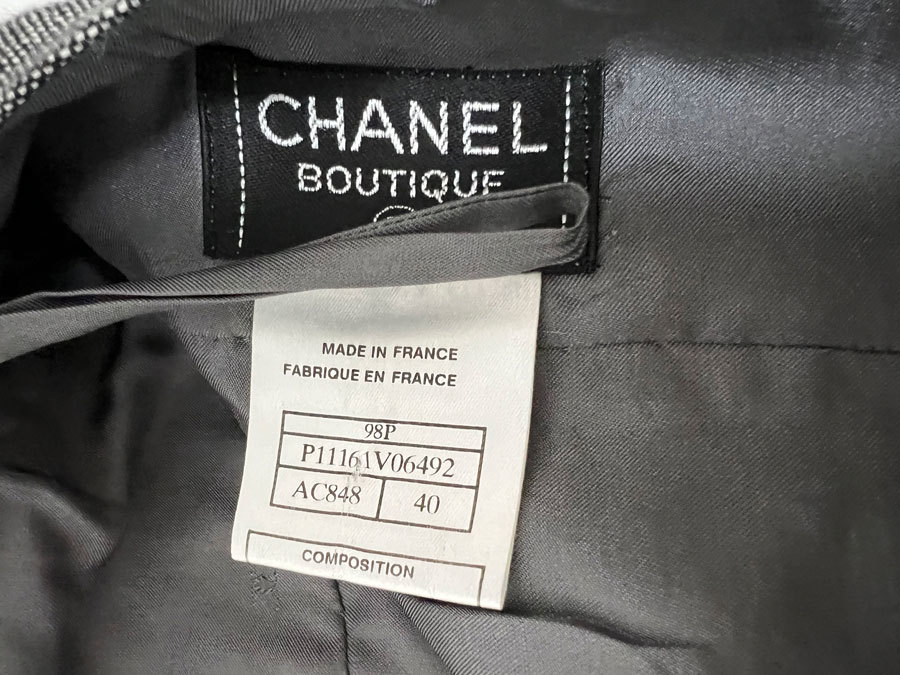 CHANEL
BOUTIQUE
MADE IN FRANCE
FABRIQUE EN FRANCE
98P
P11161V06492
AC848 40
COMPOSITION